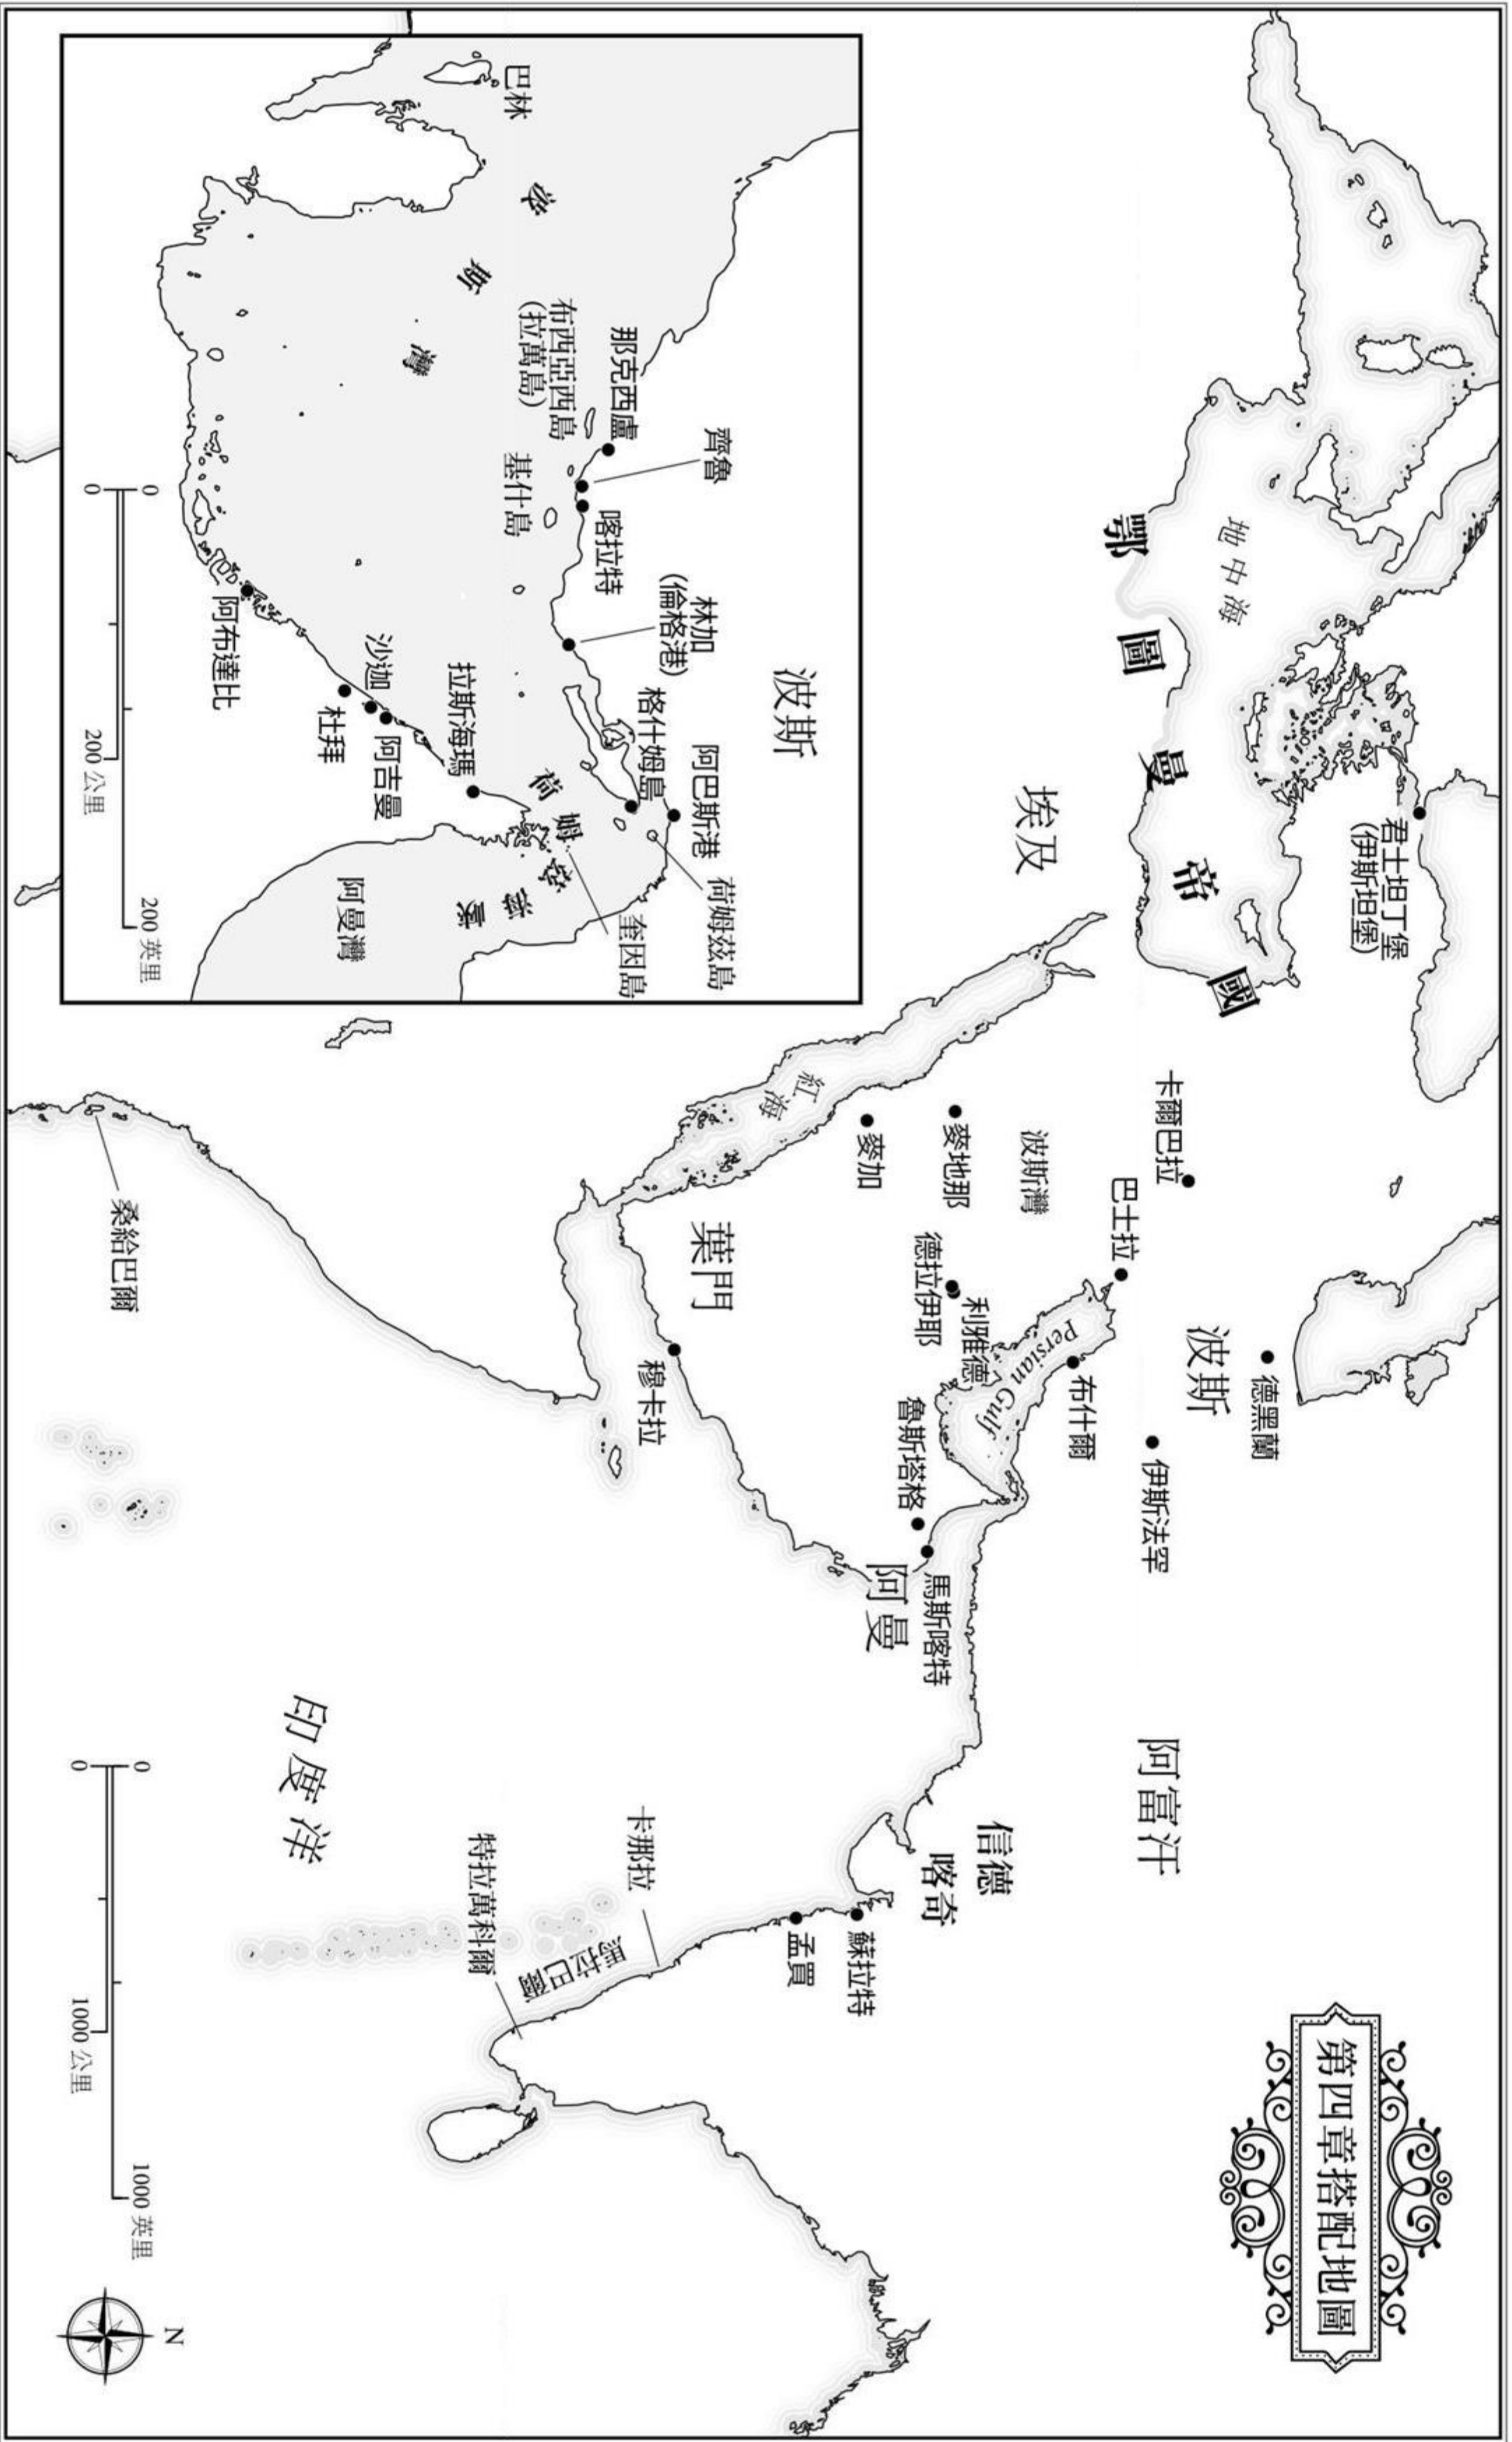 第四章搭配地圖
鄂圖曼帝國
地中海
君士坦丁堡
(伊斯坦堡)
埃及
紅海
卡爾巴拉
巴士拉
波斯灣
麥地那
麥加
德拉伊耶
利雅德
Persian Gulf
布什爾
波斯
德黑蘭
伊斯法罕
葉門
穆卡拉
魯斯塔格
馬斯喀特
阿曼
阿富汗
信德
喀奇
蘇拉特
孟買
卡那拉
馬拉巴爾
特拉萬科爾
印度洋
桑給巴爾
0
1000 英里
0
1000 公里
N
波斯
巴林
波斯灣
那克西盧
布西亞西島
(拉萬島)
齊魯
喀拉特
基什島
林加
(倫格港)
格什姆島
阿巴斯港
荷姆茲島
奎因島
荷姆茲海峽
拉斯海瑪
阿吉曼
沙迦
杜拜
阿布達比
阿曼灣
0
200 英里
0
200 公里